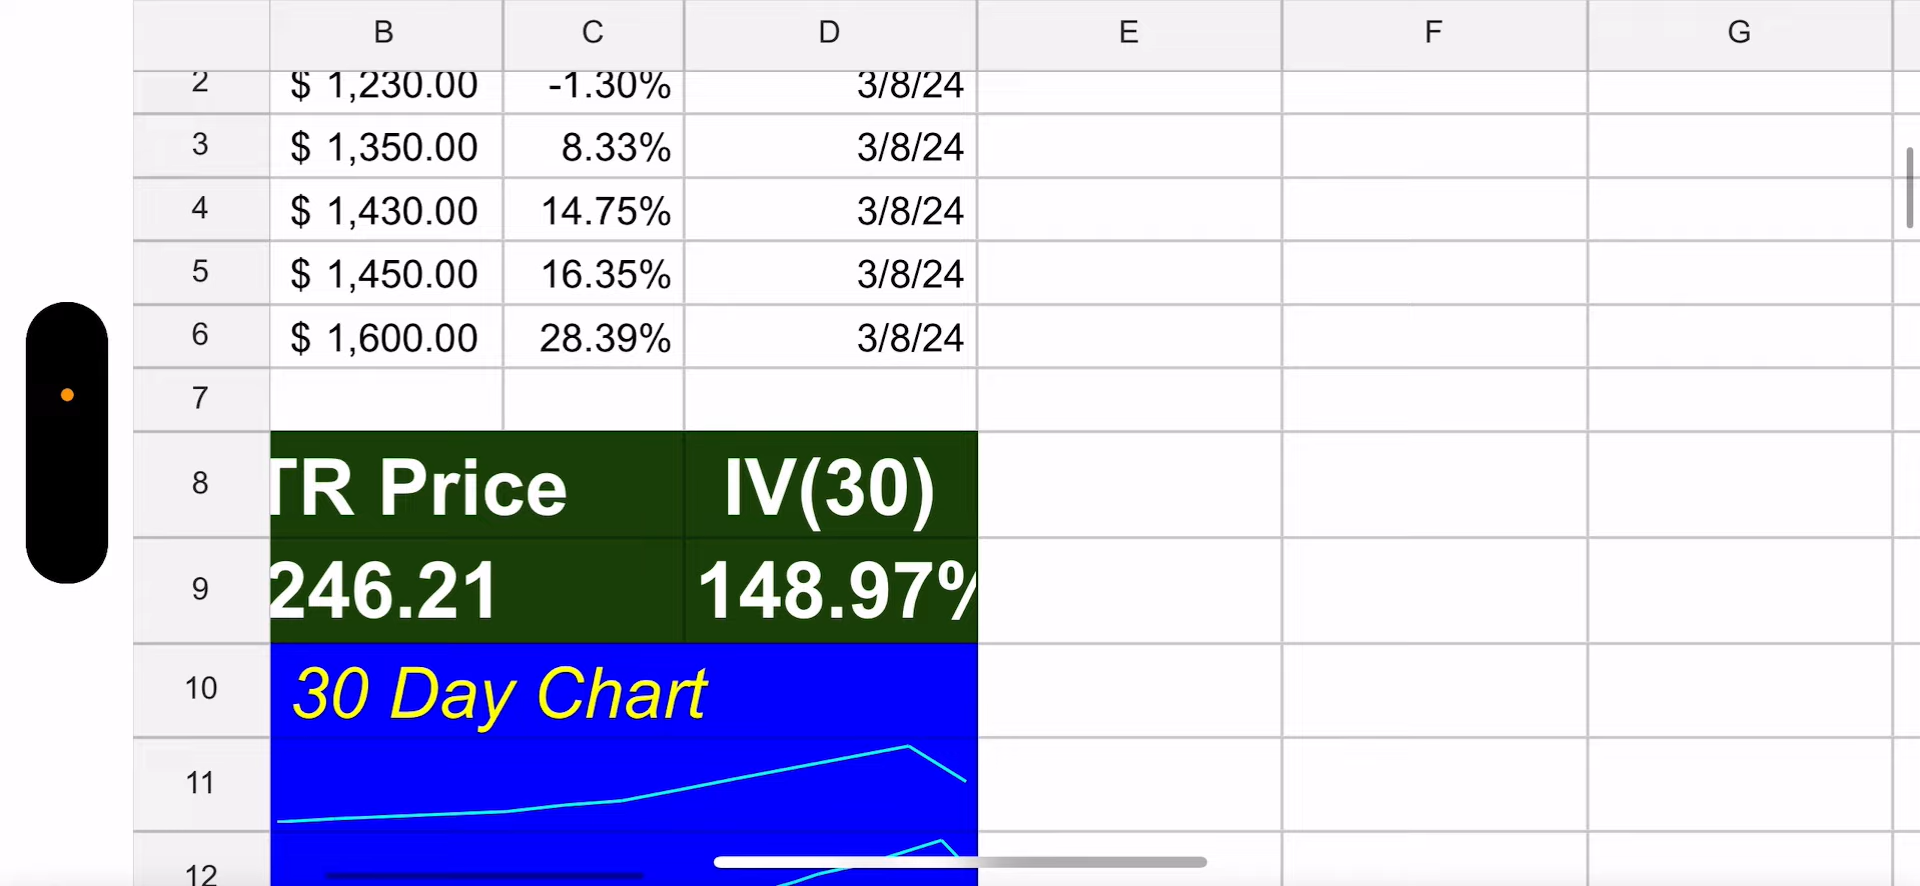 B C D E F G
2 $ 1,230.00 -1.30% 3/8/24
3 $ 1,350.00 8.33% 3/8/24
4 $ 1,430.00 14.75% 3/8/24
5 $ 1,450.00 16.35% 3/8/24
6 $ 1,600.00 28.39% 3/8/24
7
8 TR Price IV(30)
9 246.21 148.97%
10 30 Day Chart
11
12